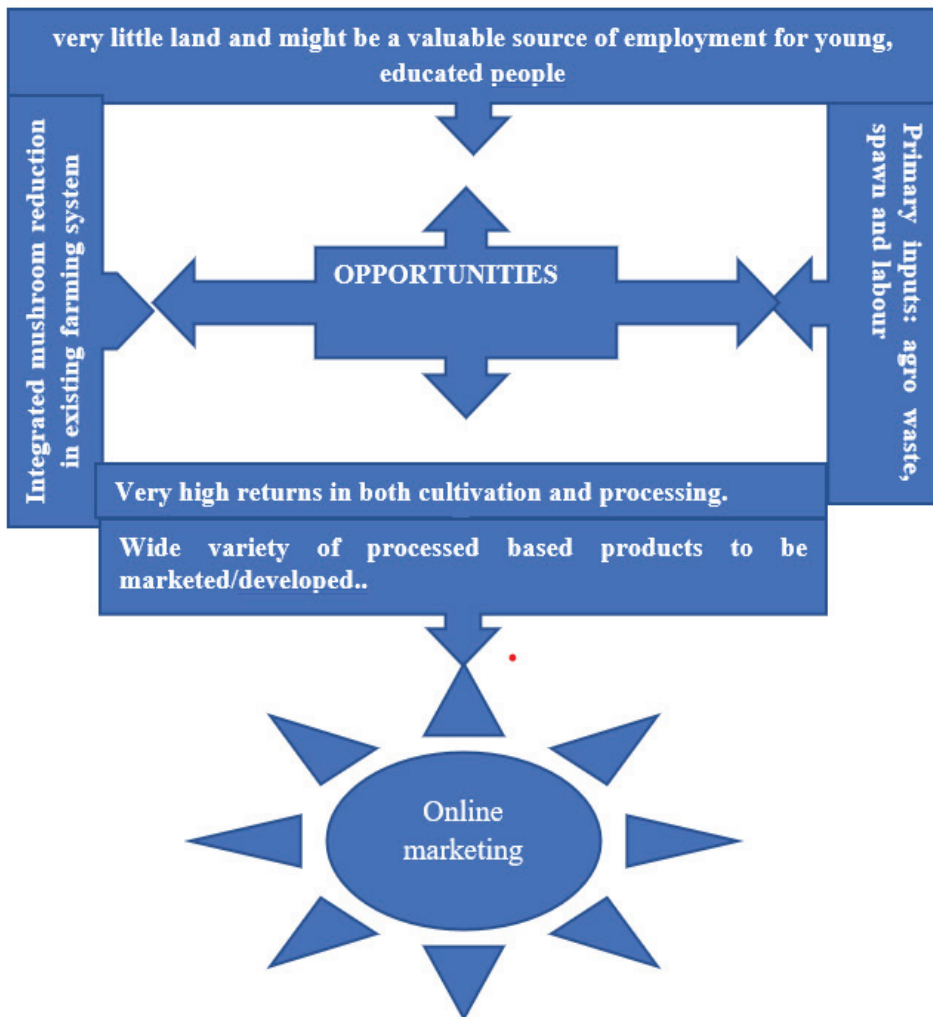 very little land and might be a valuable source of employment for young,
educated people
Integrated mushroom reduction
in existing farming system
OPPORTUNITIES
Primary inputs: agro waste,
spawn and labour
Very high returns in both cultivation and processing.
Wide variety of processed based products to be
marketed/developed..
Online
marketing